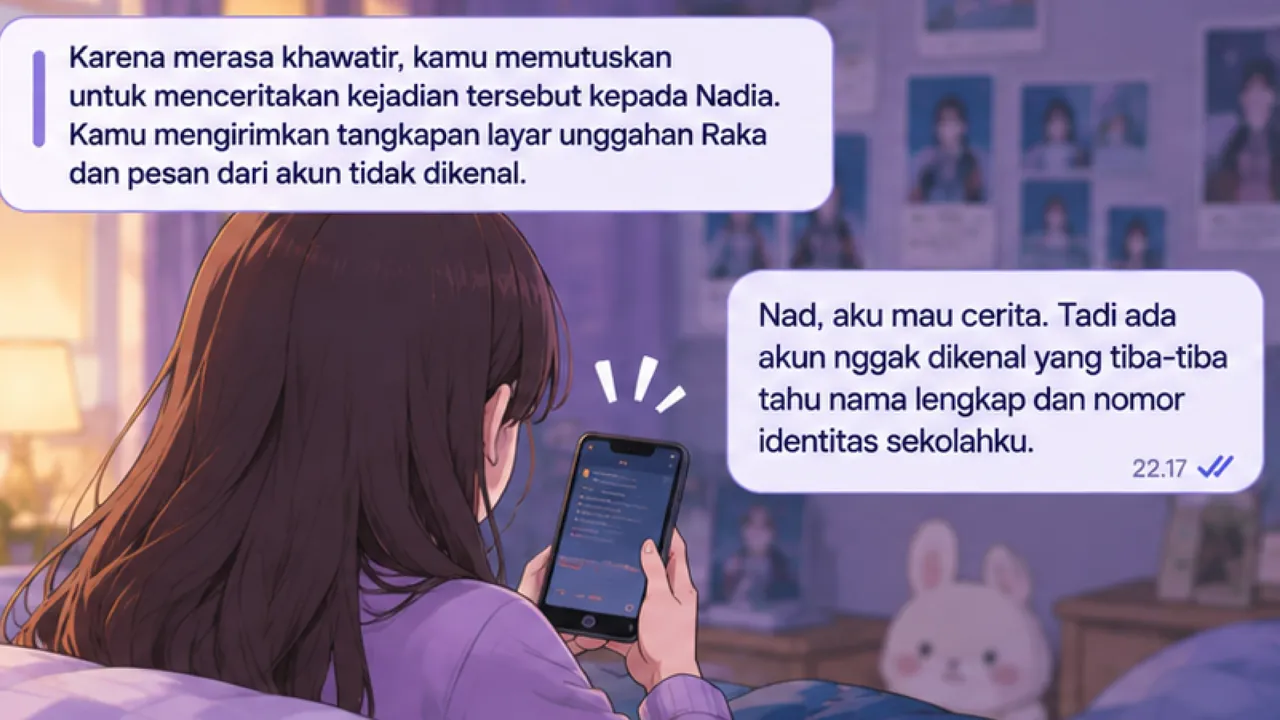 Karena merasa khawatir, kamu memutuskan
untuk menceritakan kejadian tersebut kepada Nadia.
Kamu mengirimkan tangkapan layar unggahan Raka
dan pesan dari akun tidak dikenal.
Nad, aku mau cerita. Tadi ada
akun nggak dikenal yang tiba-tiba
tahu nama lengkap dan nomor
identitas sekolahku.
22.17